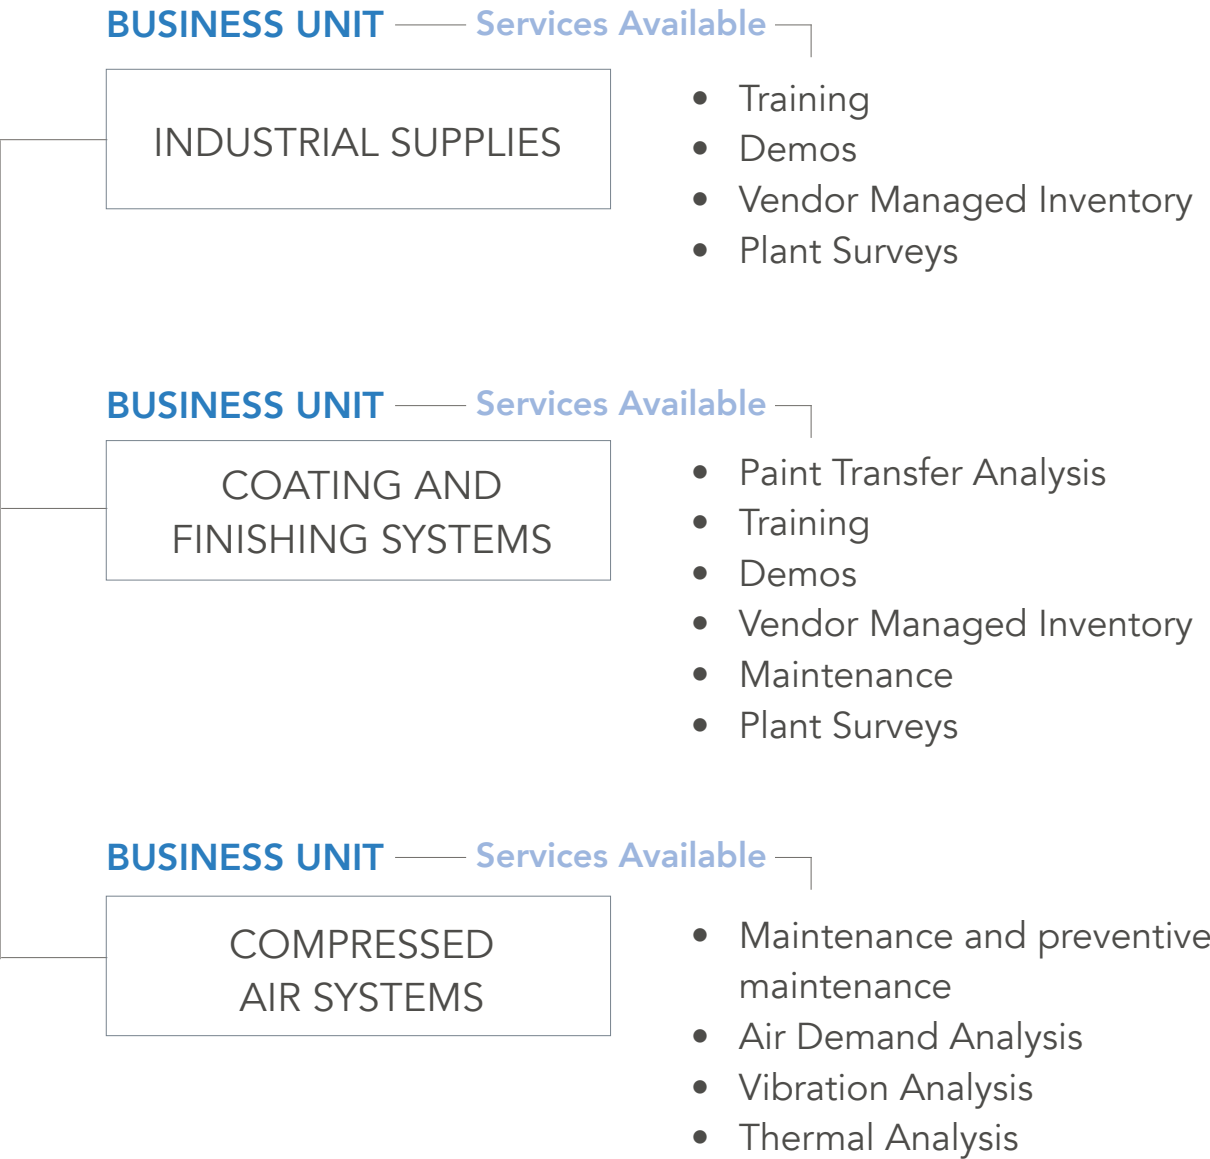 BUSINESS UNIT Services Available
INDUSTRIAL SUPPLIES
• Training
• Demos
• Vendor Managed Inventory
• Plant Surveys
BUSINESS UNIT Services Available
COATING AND
FINISHING SYSTEMS
• Paint Transfer Analysis
• Training
• Demos
• Vendor Managed Inventory
• Maintenance
• Plant Surveys
BUSINESS UNIT Services Available
COMPRESSED
AIR SYSTEMS
• Maintenance and preventive
maintenance
• Air Demand Analysis
• Vibration Analysis
• Thermal Analysis